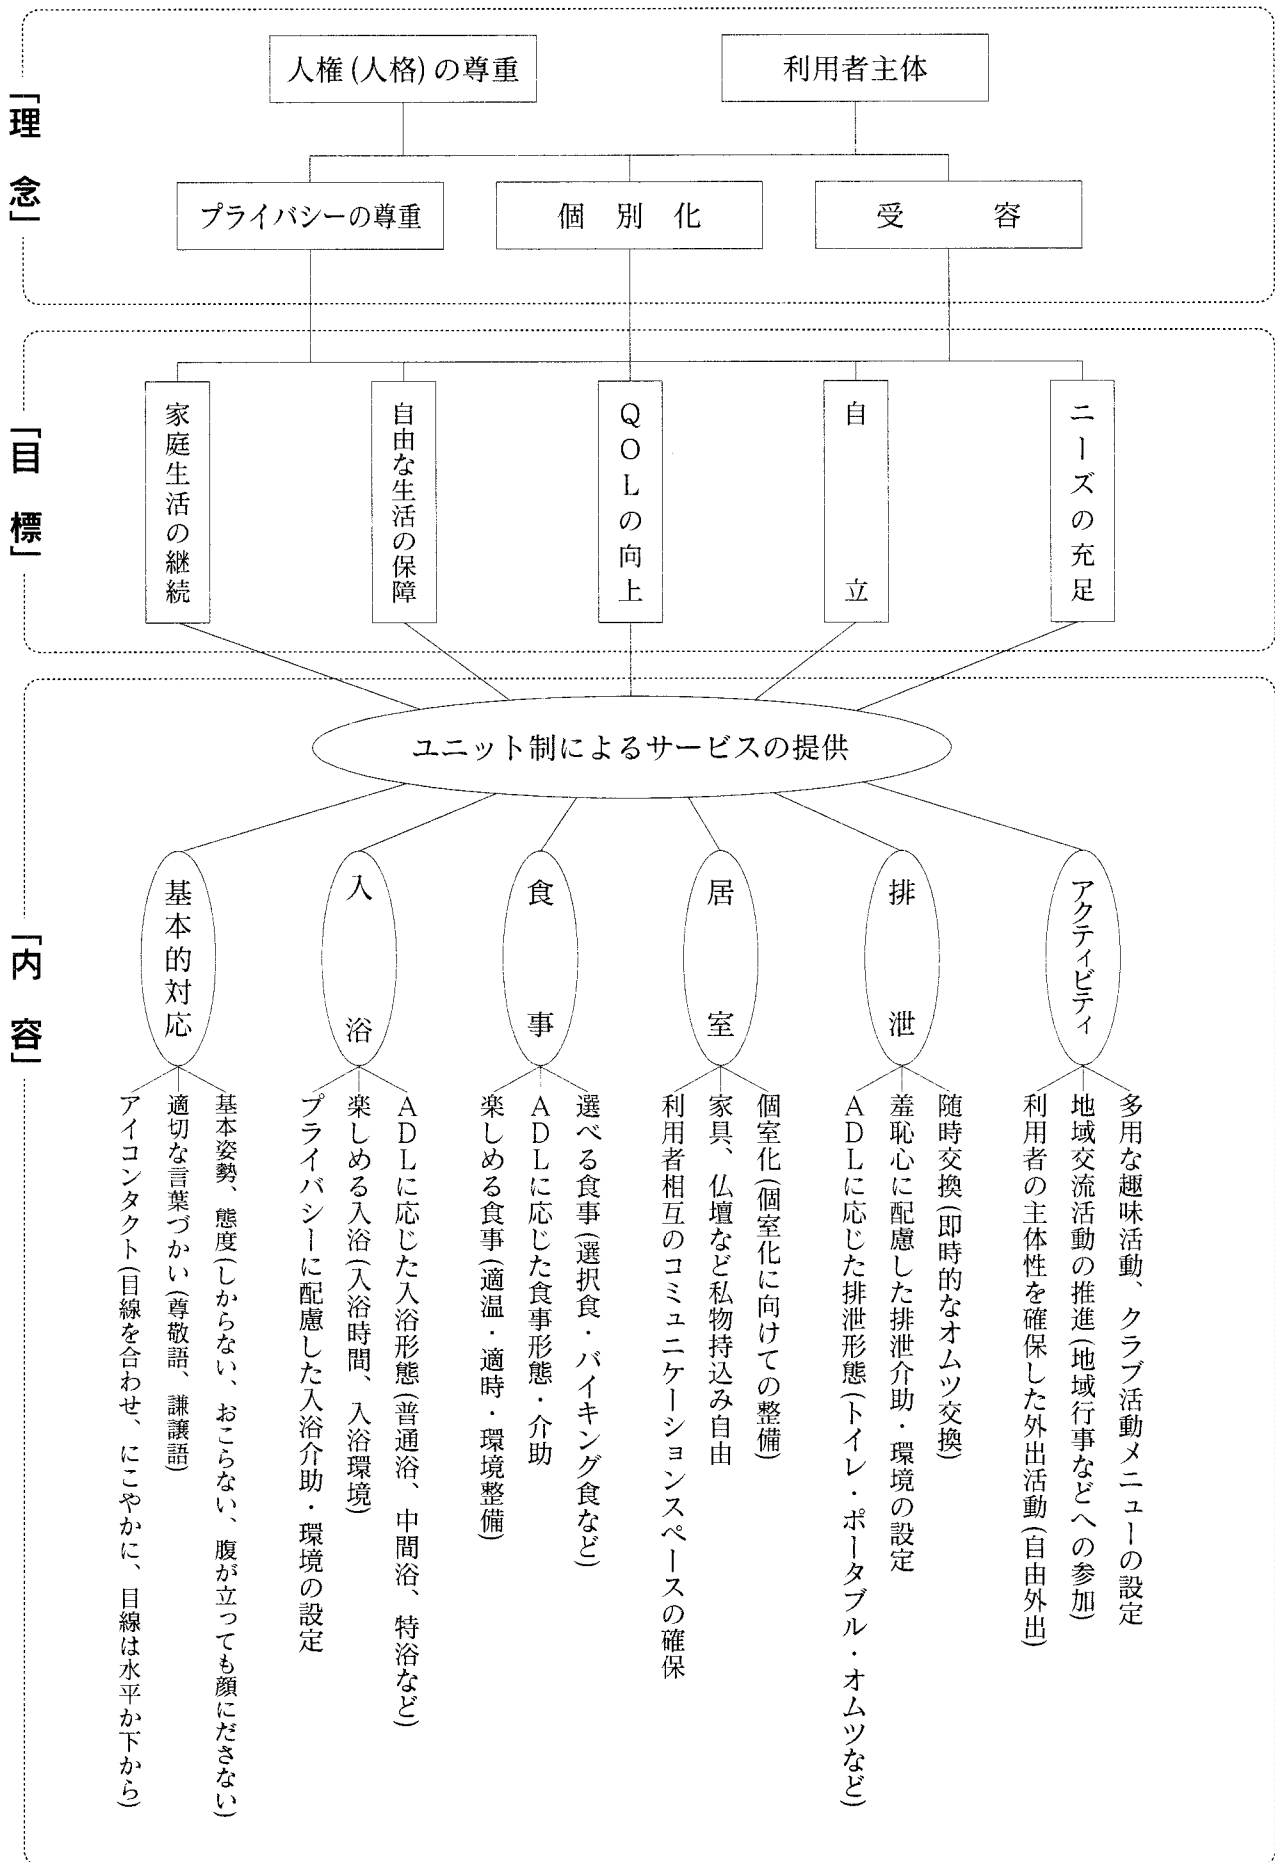 「理念」
人権(人格)の尊重
利用者主体
プライバシーの尊重
個別化
受容
「目標」
家庭生活の継続
自由な生活の保障
QOLの向上
自立
ニーズの充足
「内容」
ユニット制によるサービスの提供
アクティビティ
多用な趣味活動、クラブ活動メニューの設定
地域交流活動の推進(地域行事などへの参加)
利用者の主体性を確保した外出活動(自由外出)
排泄
随時交換(即時的なオムツ交換)
羞恥心に配慮した排泄介助・環境の設定
ADLに応じた排泄形態(トイレ・ポータブル・オムツなど)
居室
個室化(個室化に向けての整備)
家具、仏壇など私物持込み自由
利用者相互のコミュニケーションスペースの確保
食事
選べる食事(選択食・バイキング食など)
ADLに応じた食事形態・介助
楽しめる食事(適温・適時・環境整備)
入浴
ADLに応じた入浴形態(普通浴、中間浴、特浴など)
楽しめる入浴(入浴時間、入浴環境)
プライバシーに配慮した入浴介助・環境の設定
基本的対応
基本姿勢、態度(しからない、おこらない、腹が立っても顔にださない)
適切な言葉づかい(尊敬語、謙譲語)
アイコンタクト(目線を合わせ、にこやかに、目線は水平か下から)